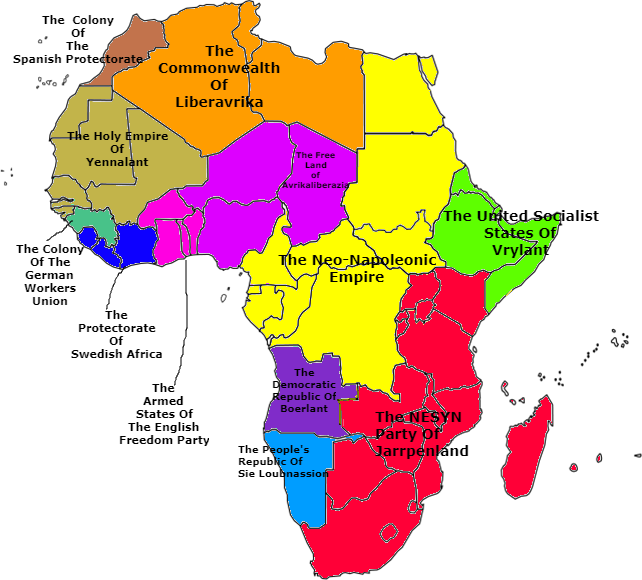 The Colony
Of
The
Spanish Protectorate
The
Commonwealth
Of
Liberavrika
The Holy Empire
Of
Yennalant
The Free
Land
of
Avrikaliberazia
The United Socialist
States Of
Vrylant
The Colony
Of The
German
Workers
Union
The Neo-Napoleonic
Empire
The
Protectorate
Of
Swedish Africa
The
Armed
States Of
The English
Freedom Party
The
Democratic
Republic Of
Boerlant
The NESYN
Party Of
Jarrpenland
The People's
Republic Of
Sie Loubnassion